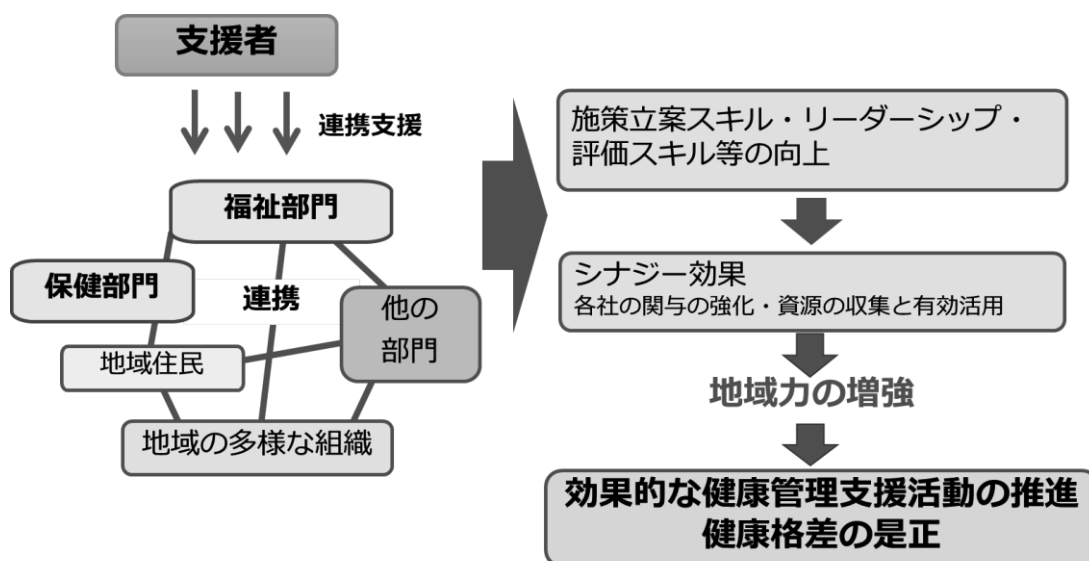 支援者
連携支援
福祉部門
保健部門
連携
他の
部門
地域住民
地域の多様な組織
施策立案スキル・リーダーシップ・
評価スキル等の向上
シナジー効果
各社の関与の強化・資源の収集と有効活用
地域力の増強
効果的な健康管理支援活動の推進
健康格差の是正